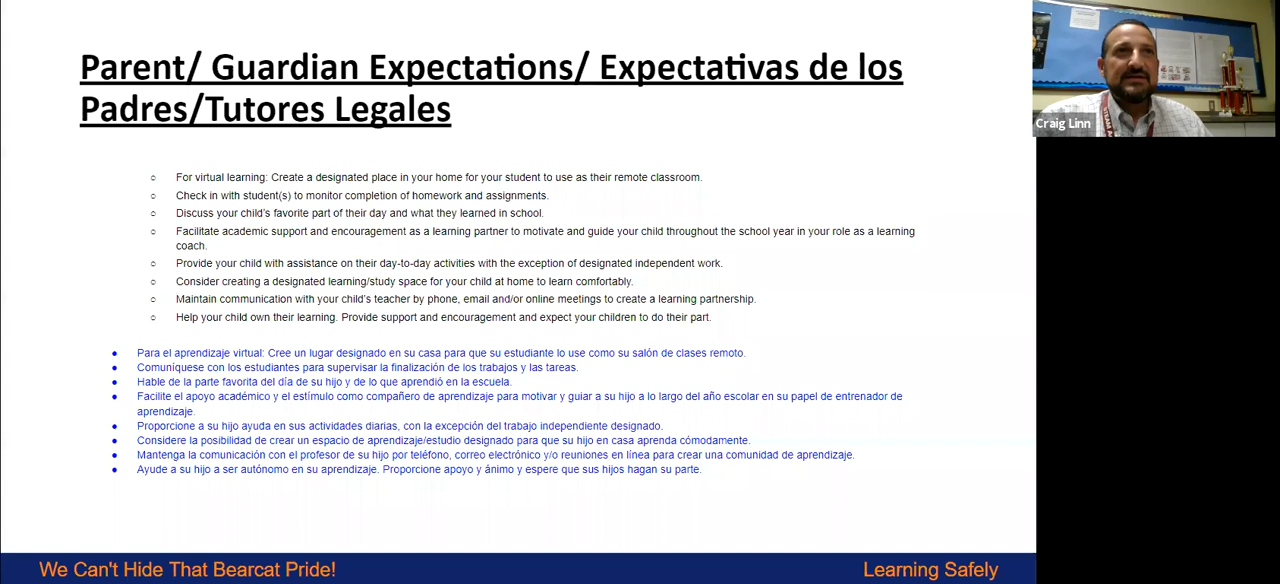 Parent/ Guardian Expectations/ Expectativas de los
Padres/Tutores Legales
Craig Linn
For virtual learning: Create a designated place in your home for your student to use as their remote classroom.
Check in with student(s) to monitor completion of homework and assignments.
Discuss your child's favorite part of their day and what they learned in school.
Facilitate academic support and encouragement as a learning partner to motivate and guide your child throughout the school year in your role as a learning
coach.
Provide your child with assistance on their day-to-day activities with the exception of designated independent work.
Consider creating a designated learning/study space for your child at home to learn comfortably.
Maintain communication with your child's teacher by phone, email and/or online meetings to create a learning partnership.
Help your child own their learning. Provide support and encouragement and expect your children to do their part.
Para el aprendizaje virtual: Cree un lugar designado en su casa para que su estudiante lo use como su salón de clases remoto.
Comuníquese con los estudiantes para supervisar la finalización de los trabajos y las tareas.
Hable de la parte favorita del día de su hijo y de lo que aprendió en la escuela.
Facilite el apoyo académico y el estímulo como compañero de aprendizaje para motivar y guiar a su hijo a lo largo del año escolar en su papel de entrenador de
aprendizaje.
Proporcione a su hijo ayuda en sus actividades diarias, con la excepción del trabajo independiente designado.
Considere la posibilidad de crear un espacio de aprendizaje/estudio designado para que su hijo en casa aprenda cómodamente.
Mantenga la comunicación con el profesor de su hijo por teléfono, correo electrónico y/o reuniones en línea para crear una comunidad de aprendizaje.
Ayude a su hijo a ser autónomo en su aprendizaje. Proporcione apoyo y ánimo y espere que sus hijos hagan su parte.
We Can't Hide That Bearcat Pride!
Learning Safely